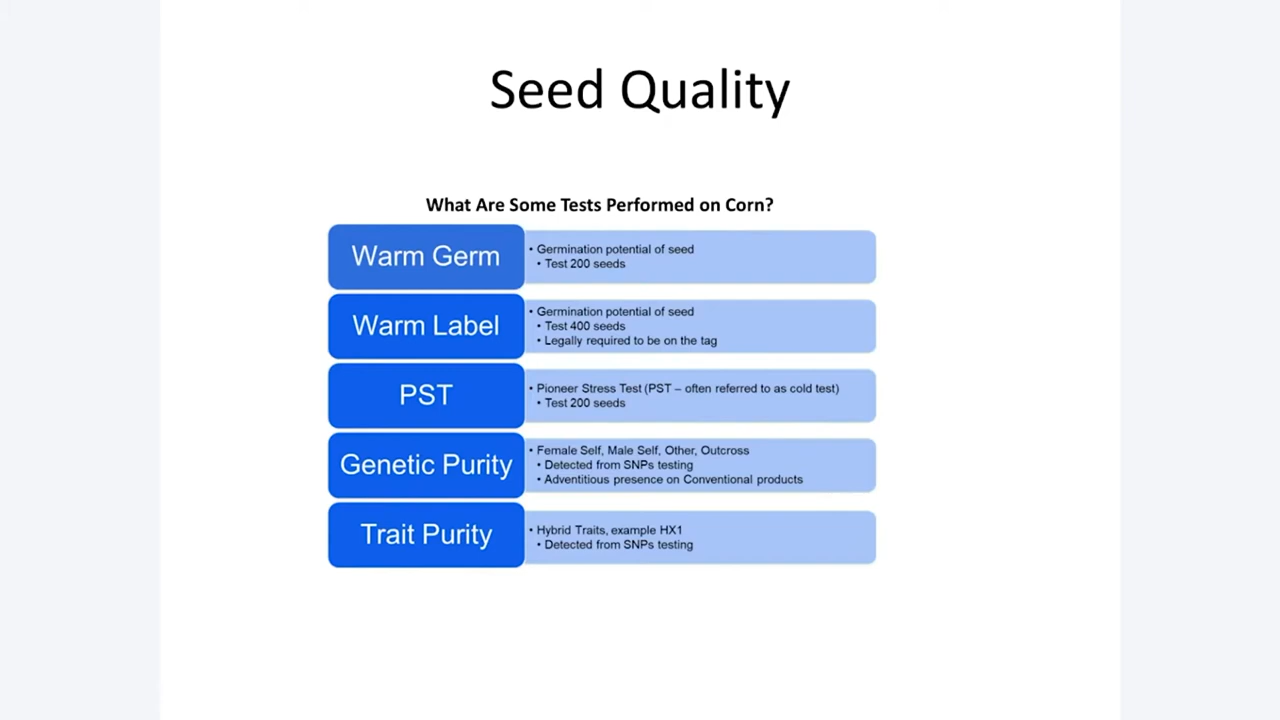 Seed Quality
What Are Some Tests Performed on Corn?
Warm Germ
• Germination potential of seed
• Test 200 seeds
Warm Label
• Germination potential of seed
• Test 400 seeds
• Legally required to be on the tag
PST
• Pioneer Stress Test (PST – often referred to as cold test)
• Test 200 seeds
Genetic Purity
• Female Self, Male Self, Other, Outcross
• Detected from SNPs testing
• Adventitious presence on Conventional products
Trait Purity
• Hybrid Traits, example HX1
• Detected from SNPs testing